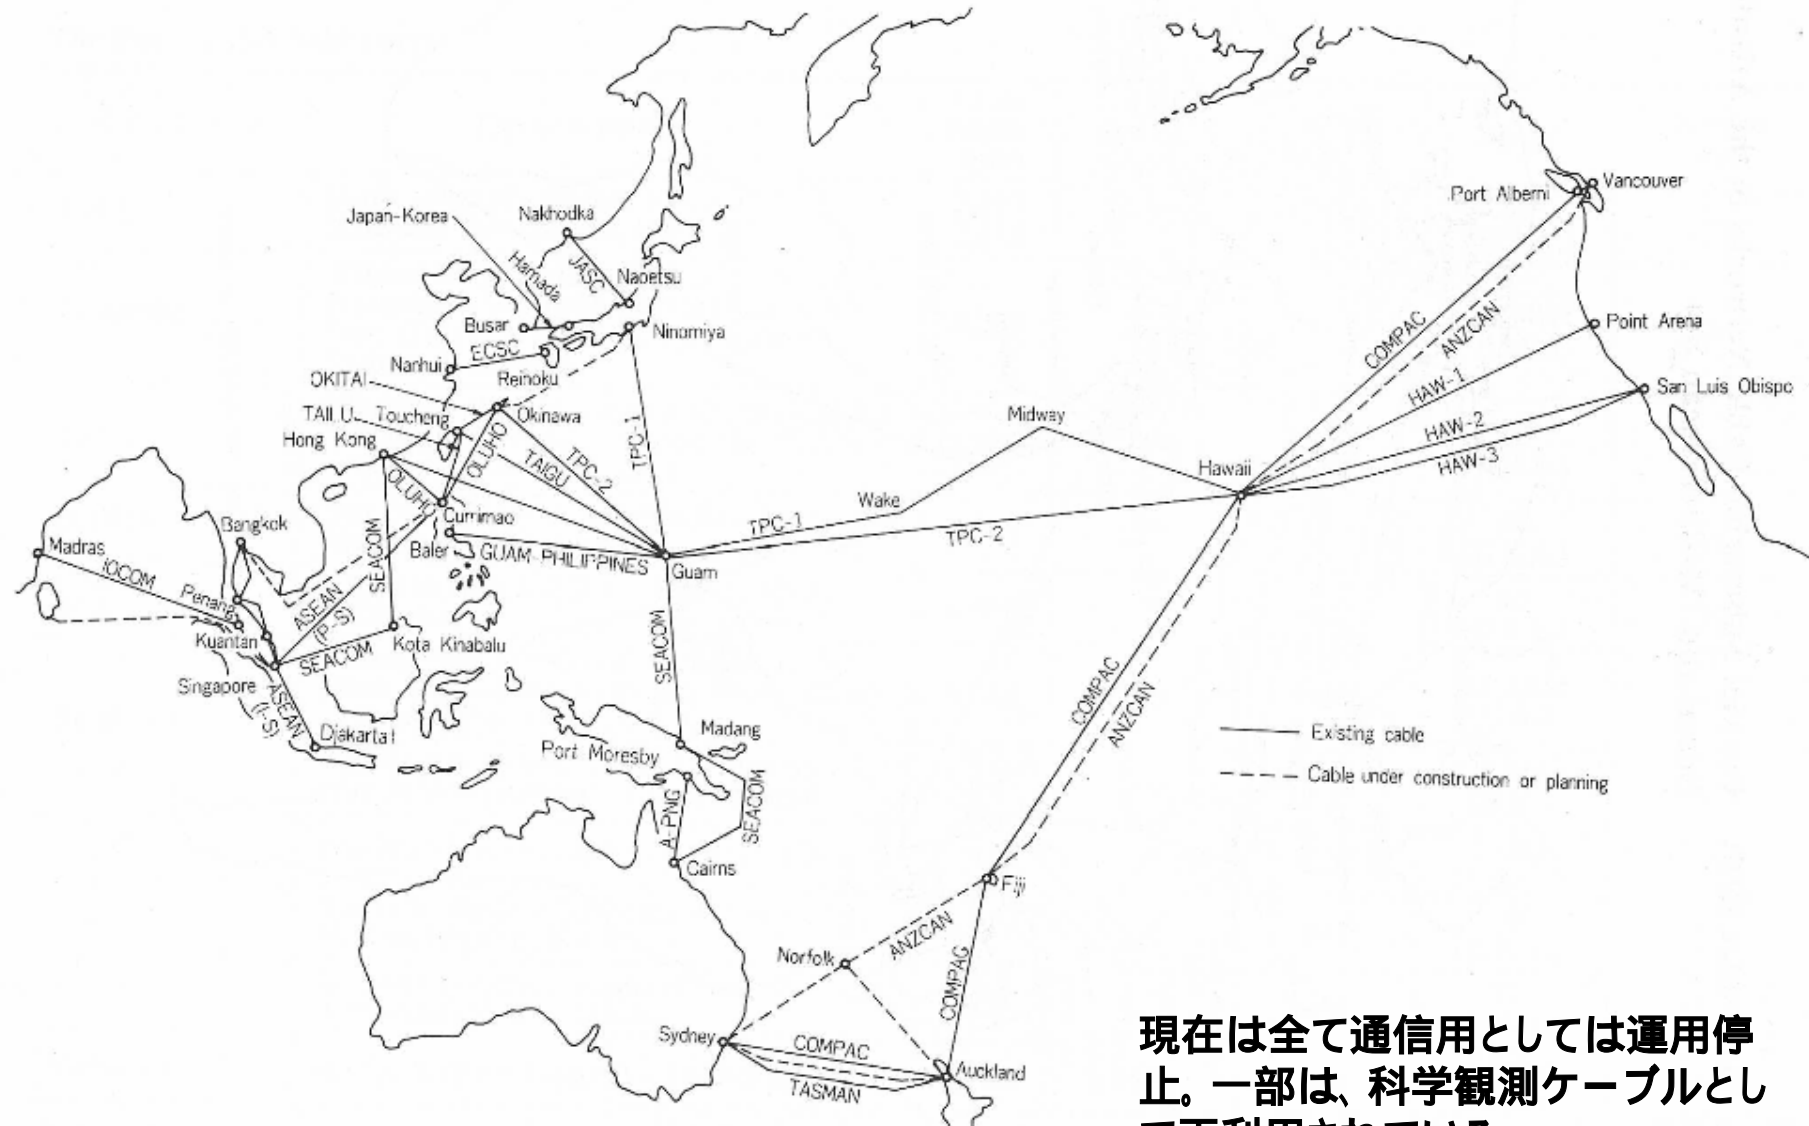 Vancouver
Port Alberni
Japan-Korea
Nakhodka
Hamada
JASC
Naoetsu
Busan
Ninomiya
Point Arena
ECSC
Nanhui
COMPAC
ANZCAN
OKITAI
Reihoku
HAW-1
San Luis Obispo
TAILU
Toucheng
Okinawa
Midway
HAW-2
Hong Kong
OLUHO
TPC-1
HAW-3
TAIGU
TPC-2
Hawaii
OLUHO
Wake
Currimao
TPC-1
Bangkok
TPC-2
Madras
Baler
GUAM-PHILIPPINES
IOCOM
SEACOM
Guam
Penang
ASEAN
(P-S)
Kuantan
Kota Kinabalu
SEACOM
SEACOM
Singapore
ASEAN
(I-S)
COMPAC
ANZCAN
Djakarta
Madang
Existing cable
Port Moresby
Cable under construction or planning
A-PNG
SEACOM
Cairns
Fiji
ANZCAN
Norfolk
COMPAC
Sydney
COMPAC
Auckland
TASMAN
現在は全て通信用としては運用停
止。一部は、科学観測ケーブルとし